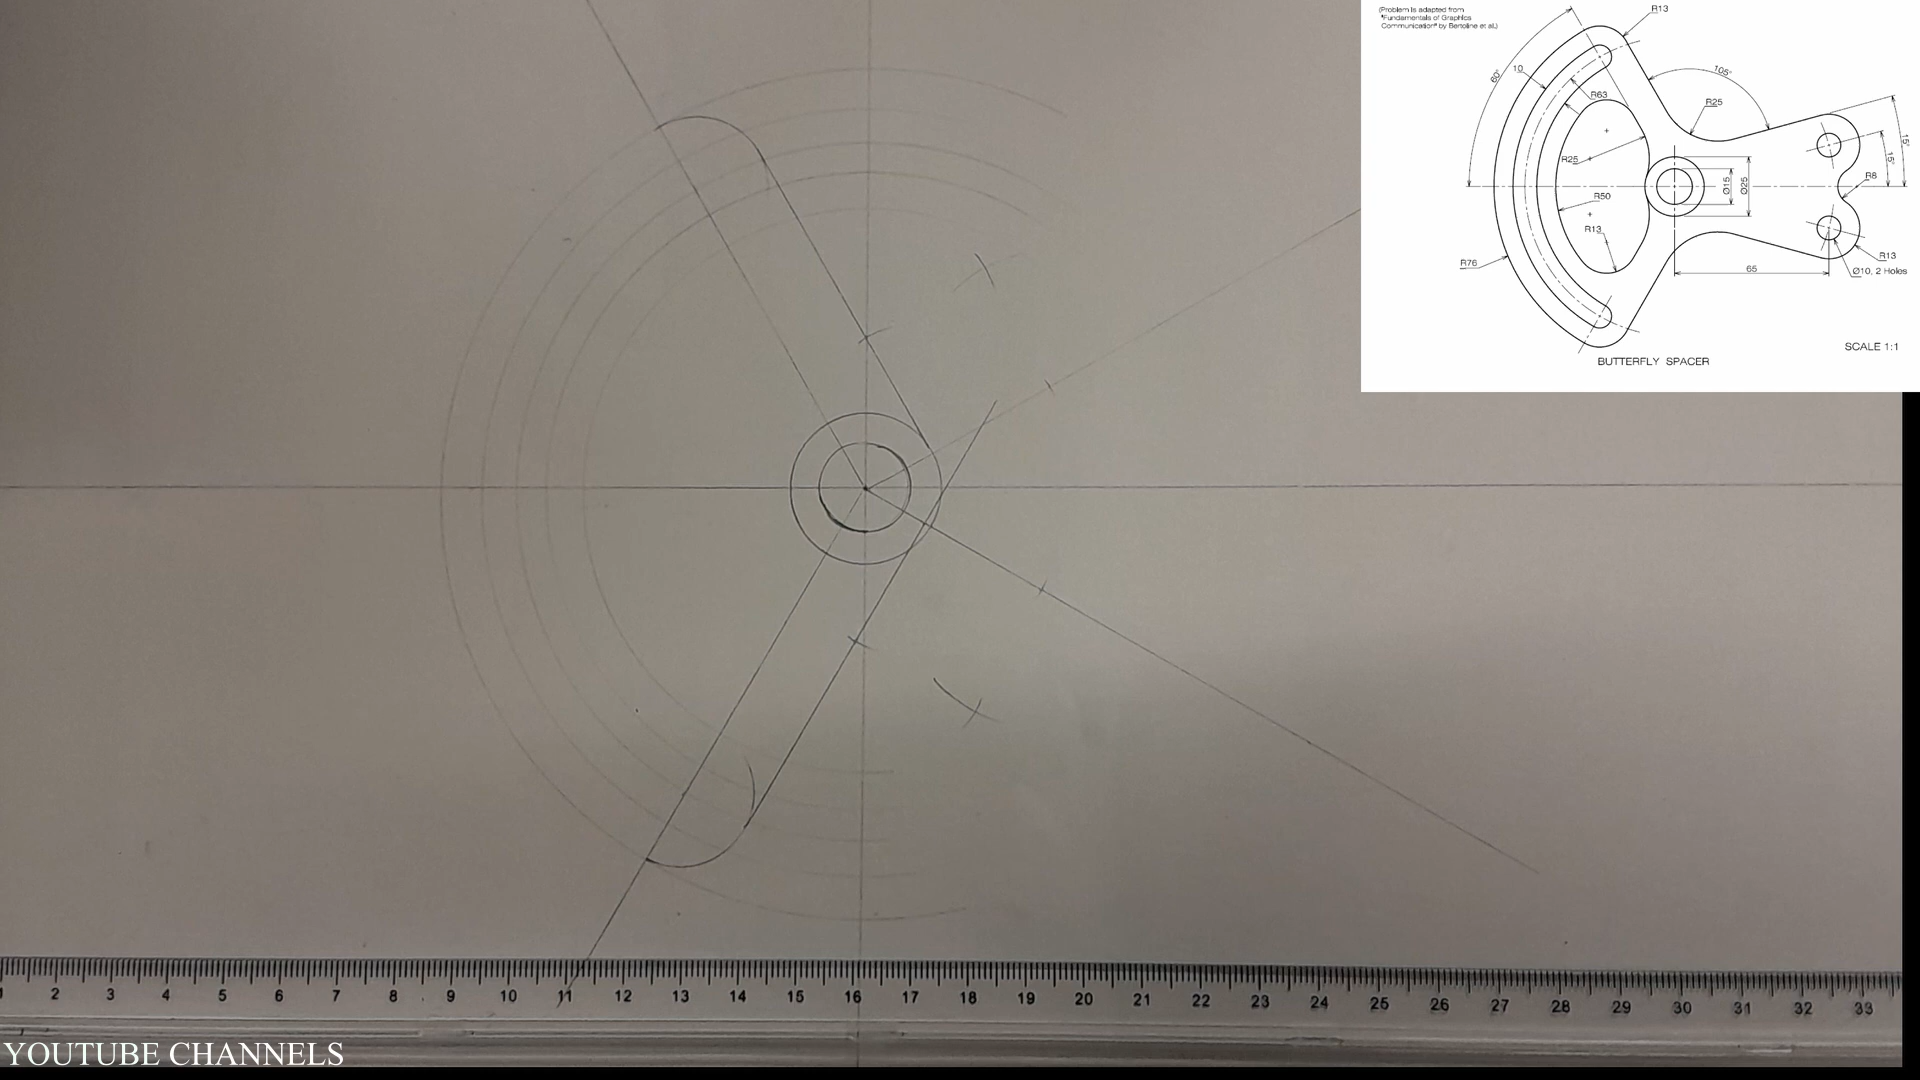 (Problem is adapted from
"Fundamentals of Graphics
Communication" by Bertoline et al.)
R13
60°
10
105°
R63
R25
15°
15°
R25
Ø15
Ø25
R8
R50
R13
R76
R13
65
Ø10, 2 Holes
SCALE 1:1
BUTTERFLY SPACER
1 2 3 4 5 6 7 8 9 10 11 12 13 14 15 16 17 18 19 20 21 22 23 24 25 26 27 28 29 30 31 32 33
YOUTUBE CHANNELS